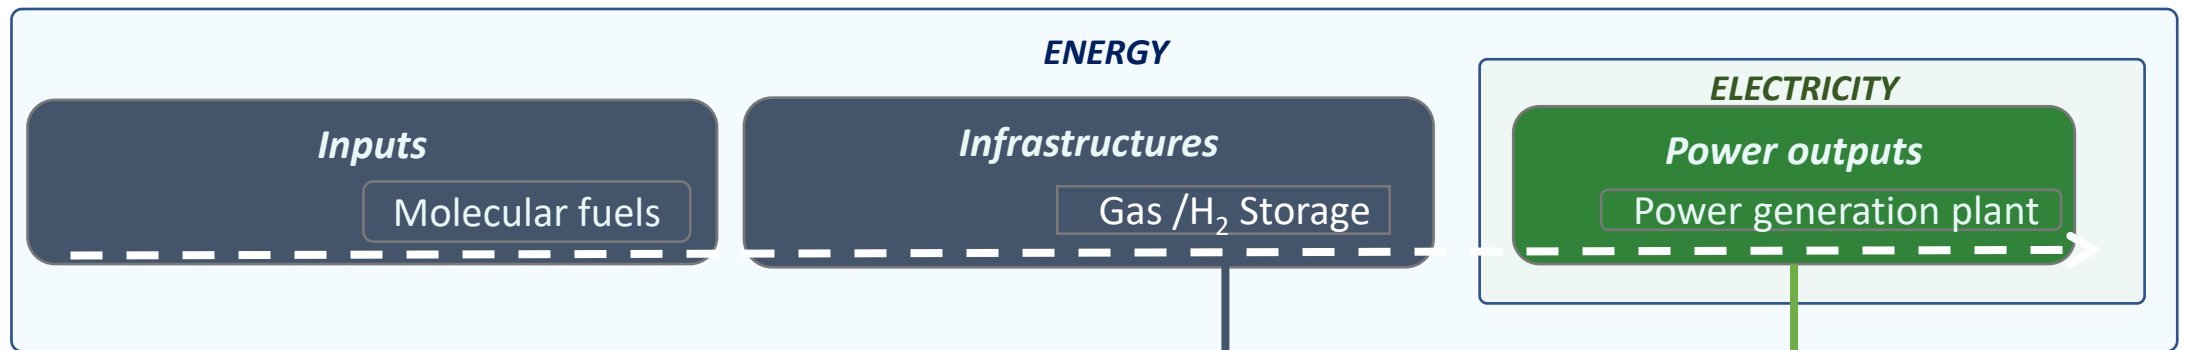 ENERGY
ELECTRICITY
Inputs
Infrastructures
Power outputs
Molecular fuels
Gas /H₂ Storage
Power generation plant